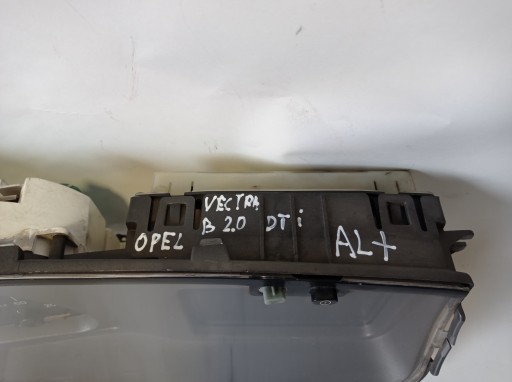 VECTRA
OPEL B 2.0 DTi
AL+